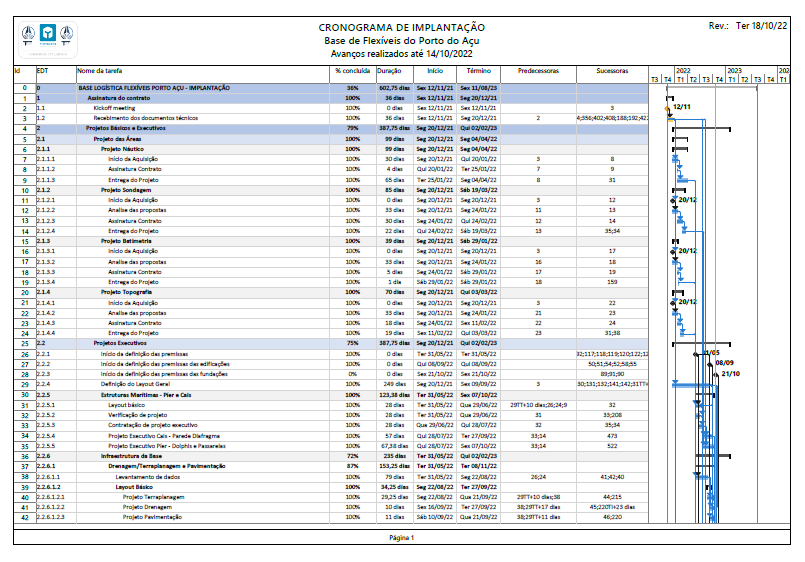 CRONOGRAMA DE IMPLANTAÇÃO
Base de Flexíveis do Porto do Açu
Avanços realizados até 14/10/2022
Rev.: Ter 18/10/22
Id EDT Nome da tarefa % concluída Duração Início Término Predecessoras Sucessoras 2022 2023 202
T3 T4 T1 T2 T3 T4 T1 T2 T3 T4 T1
0 0 BASE LOGÍSTICA FLEXÍVEIS PORTO AÇU - IMPLANTAÇÃO 36% 602,75 dias Sex 12/11/21 Sex 11/08/23
1 1 Assinatura do contrato 100% 36 dias Sex 12/11/21 Seg 20/12/21
2 1.1 Kickoff meeting 100% 0 dias Sex 12/11/21 Sex 12/11/21 3 12/11
3 1.2 Recebimento dos documentos técnicos 100% 36 dias Sex 12/11/21 Seg 20/12/21 2 4;356;402;408;188;192;42
4 2 Projetos Básicos e Executivos 79% 387,75 dias Seg 20/12/21 Qui 02/02/23
5 2.1 Projeto das Áreas 100% 99 dias Seg 20/12/21 Seg 04/04/22
6 2.1.1 Projeto Náutico 100% 99 dias Seg 20/12/21 Seg 04/04/22
7 2.1.1.1 Início da Aquisição 100% 30 dias Seg 20/12/21 Qui 20/01/22 3 8
8 2.1.1.2 Assinatura Contrato 100% 4 dias Qui 20/01/22 Ter 25/01/22 7 9
9 2.1.1.3 Entrega do Projeto 100% 65 dias Ter 25/01/22 Seg 04/04/22 8 31
10 2.1.2 Projeto Sondagem 100% 85 dias Seg 20/12/21 Sáb 19/03/22
11 2.1.2.1 Início da Aquisição 100% 0 dias Seg 20/12/21 Seg 20/12/21 3 12 20/12
12 2.1.2.2 Analise das propostas 100% 33 dias Seg 20/12/21 Seg 24/01/22 11 13
13 2.1.2.3 Assinatura Contrato 100% 30 dias Seg 24/01/22 Qui 24/02/22 12 14
14 2.1.2.4 Entrega do Projeto 100% 22 dias Qui 24/02/22 Sáb 19/03/22 13 35;34
15 2.1.3 Projeto Batimetria 100% 39 dias Seg 20/12/21 Sáb 29/01/22
16 2.1.3.1 Início da Aquisição 100% 0 dias Seg 20/12/21 Seg 20/12/21 3 17 20/12
17 2.1.3.2 Analise das propostas 100% 33 dias Seg 20/12/21 Seg 24/01/22 16 18
18 2.1.3.3 Assinatura Contrato 100% 5 dias Seg 24/01/22 Sáb 29/01/22 17 19
19 2.1.3.4 Entrega do Projeto 100% 1 dia Sáb 29/01/22 Sáb 29/01/22 18 159
20 2.1.4 Projeto Topografia 100% 70 dias Seg 20/12/21 Qui 03/03/22
21 2.1.4.1 Início da Aquisição 100% 0 dias Seg 20/12/21 Seg 20/12/21 3 22 20/12
22 2.1.4.2 Analise das propostas 100% 33 dias Seg 20/12/21 Seg 24/01/22 21 23
23 2.1.4.3 Assinatura Contrato 100% 18 dias Seg 24/01/22 Sex 11/02/22 22 24
24 2.1.4.4 Entrega do Projeto 100% 19 dias Sex 11/02/22 Qui 03/03/22 23 31;38
25 2.2 Projetos Executivos 75% 387,75 dias Seg 20/12/21 Qui 02/02/23
26 2.2.1 Início da definição das premissas 100% 0 dias Ter 31/05/22 Ter 31/05/22 92;117;118;119;120;122;12 31/05
27 2.2.2 Início da definição das premissas das edificações 100% 0 dias Qui 08/09/22 Qui 08/09/22 50;51;54;52;58;55 08/09
28 2.2.3 Início da definição das premissas das fundações 0% 0 dias Sex 21/10/22 Sex 21/10/22 89;91;90 21/10
29 2.2.4 Definição do Layout Geral 100% 249 dias Seg 20/12/21 Sex 09/09/22 3 30;131;132;141;142;31TT+
30 2.2.5 Estruturas Marítimas - Píer e Cais 100% 123,38 dias Ter 31/05/22 Sex 07/10/22
31 2.2.5.1 Layout básico 100% 28 dias Ter 31/05/22 Qua 29/06/22 29TT+10 dias;26;24;9 32
32 2.2.5.2 Verificação de projeto 100% 28 dias Ter 31/05/22 Qua 29/06/22 31 33;208
33 2.2.5.3 Contratação de projeto executivo 100% 28 dias Qua 29/06/22 Qui 28/07/22 32 35;34
34 2.2.5.4 Projeto Executivo Cais - Parede Diafragma 100% 57 dias Qui 28/07/22 Ter 27/09/22 33;14 473
35 2.2.5.5 Projeto Executivo Píer - Dolphis e Passarelas 100% 67,38 dias Qui 28/07/22 Sex 07/10/22 33;14 522
36 2.2.6 Infraestrutura da Base 72% 235 dias Ter 31/05/22 Qui 02/02/23
37 2.2.6.1 Drenagem/Terraplanagem e Pavimentação 87% 153,25 dias Ter 31/05/22 Ter 08/11/22
38 2.2.6.1.1 Levantamento de dados 100% 79 dias Ter 31/05/22 Seg 22/08/22 26;24 41;42;40
39 2.2.6.1.2 Layout Básico 100% 34,25 dias Seg 22/08/22 Ter 27/09/22
40 2.2.6.1.2.1 Projeto Terraplanagem 100% 29,25 dias Seg 22/08/22 Qua 21/09/22 29TT+10 dias;38 44;215
41 2.2.6.1.2.2 Projeto Drenagem 100% 10 dias Sex 16/09/22 Ter 27/09/22 38;29TT+17 dias 45;220TI+23 dias
42 2.2.6.1.2.3 Projeto Pavimentação 100% 11 dias Sáb 10/09/22 Qua 21/09/22 38;29TT+11 dias 46;220
Página 1